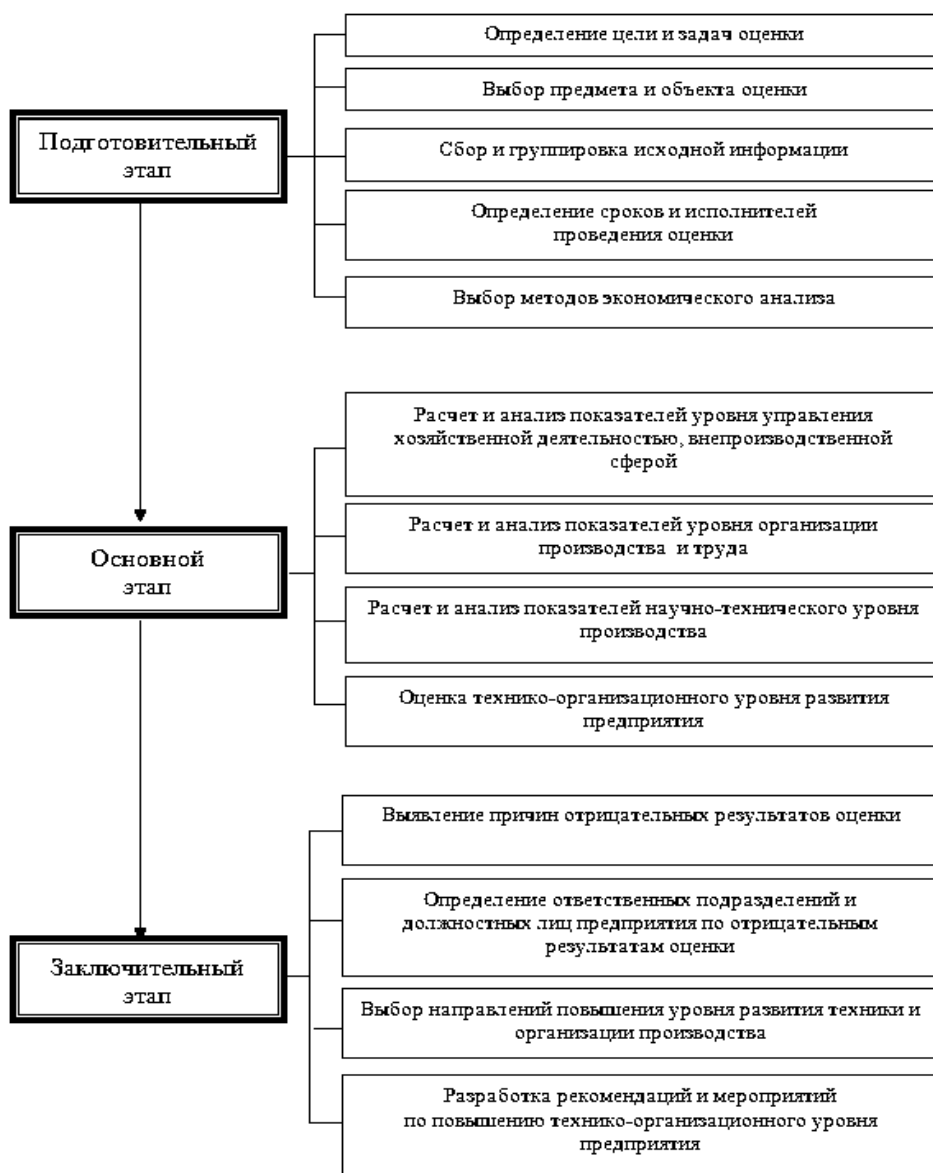 Подготовительный
этап
Определение цели и задач оценки
Выбор предмета и объекта оценки
Сбор и группировка исходной информации
Определение сроков и исполнителей
проведения оценки
Выбор методов экономического анализа
Основной
этап
Расчет и анализ показателей уровня управления
хозяйственной деятельностью, внепроизводственной
сферой
Расчет и анализ показателей уровня организации
производства и труда
Расчет и анализ показателей научно-технического уровня
производства
Оценка технико-организационного уровня развития
предприятия
Заключительный
этап
Выявление причин отрицательных результатов оценки
Определение ответственных подразделений и
должностных лиц предприятия по отрицательным
результатам оценки
Выбор направлений повышения уровня развития техники и
организации производства
Разработка рекомендаций и мероприятий
по повышению технико-организационного уровня
предприятия